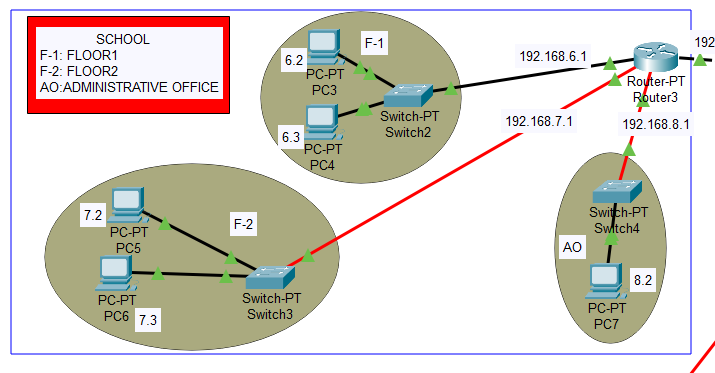 SCHOOL
F-1: FLOOR1
F-2: FLOOR2
AO:ADMINISTRATIVE OFFICE
6.2
F-1
PC-PT
PC3
6.3
PC-PT
PC4
Switch-PT
Switch2
192.168.6.1
192
Router-PT
Router3
192.168.7.1
192.168.8.1
7.2
F-2
PC-PT
PC5
PC-PT
PC6
7.3
Switch-PT
Switch3
Switch-PT
Switch4
AO
8.2
PC-PT
PC7